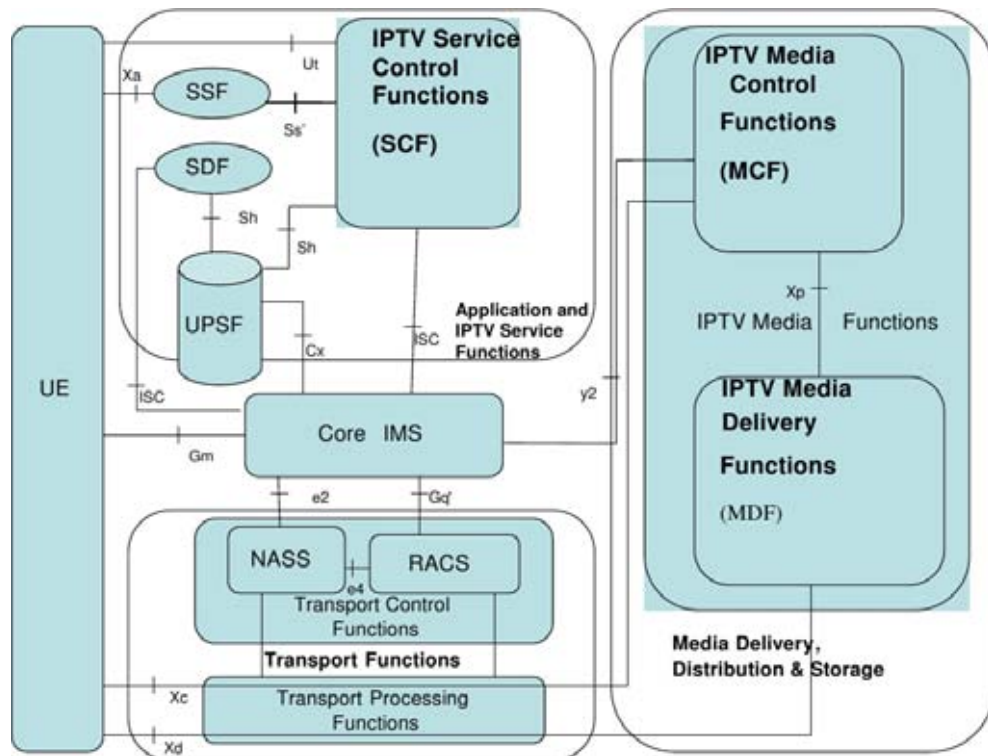 UE
Xa
Ut
SSF
Ss'
IPTV Service
Control
Functions
(SCF)
SDF
Sh
Sh
UPSF
Cx
ISC
ISC
Application and
IPTV Service
Functions
Core IMS
Gm
y2
e2
Gq'
NASS
RACS
e4
Transport Control
Functions
Transport Functions
Transport Processing
Functions
Xc
Xd
IPTV Media
Control
Functions
(MCF)
Xp
IPTV Media Functions
IPTV Media
Delivery
Functions
(MDF)
Media Delivery,
Distribution & Storage